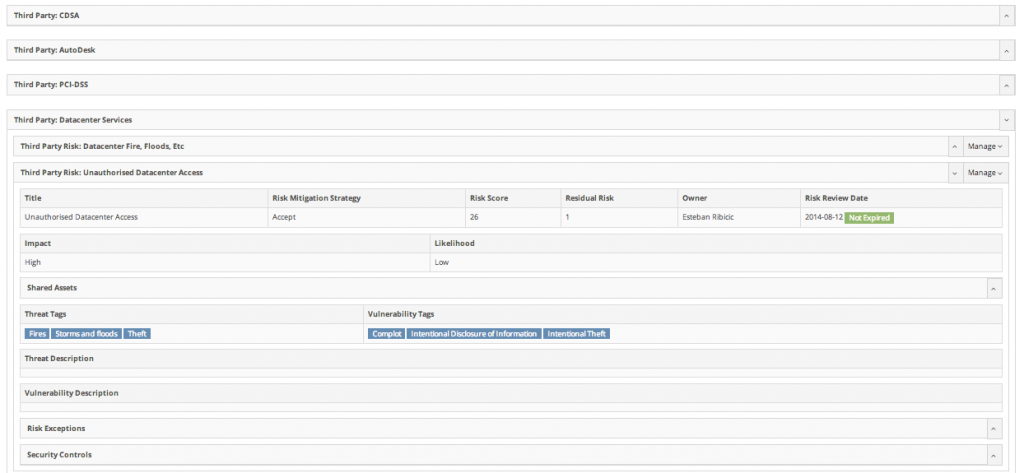 Third Party: CDSA
Third Party: AutoDesk
Third Party: PCI-DSS
Third Party: Datacenter Services
Third Party Risk: Datacenter Fire, Floods, Etc Manage
Third Party Risk: Unauthorised Datacenter Access Manage
Title Risk Mitigation Strategy Risk Score Residual Risk Owner Risk Review Date
Unauthorised Datacenter Access Accept 26 1 Esteban Ribicic 2014-08-12 Not Expired
Impact Likelihood
High Low
Shared Assets
Threat Tags Vulnerability Tags
Fires Storms and floods Theft Complot Intentional Disclosure of Information Intentional Theft
Threat Description
Vulnerability Description
Risk Exceptions
Security Controls